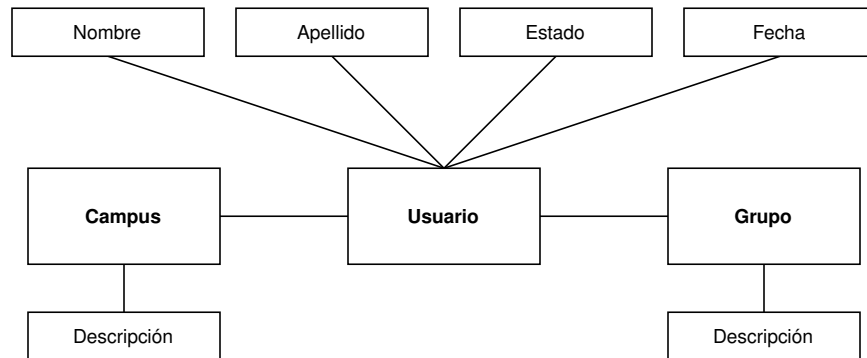 Nombre
Apellido
Estado
Fecha
Campus
Usuario
Grupo
Descripción
Descripción